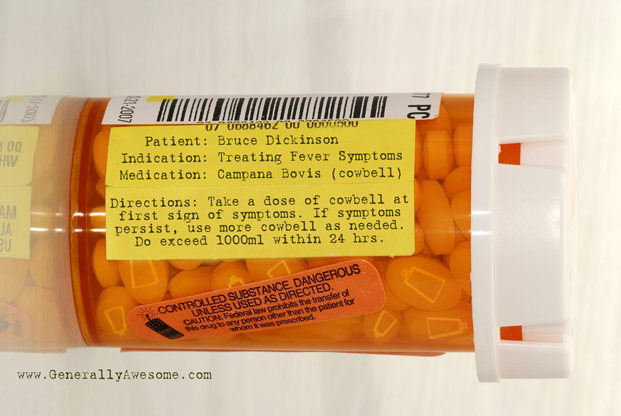 07 0688462 00 0000500
77 PC
Patient: Bruce Dickinson
Indication: Treating Fever Symptoms
Medication: Campana Bovis (cowbell)
Directions: Take a dose of cowbell at
first sign of symptoms. If symptoms
persist, use more cowbell as needed.
Do exceed 1000ml within 24 hrs.
CONTROLLED SUBSTANCE. DANGEROUS
UNLESS USED AS DIRECTED.
CAUTION: Federal law prohibits the transfer of
this drug to any person other than the patient for
whom it was prescribed.
www.GenerallyAwesome.com